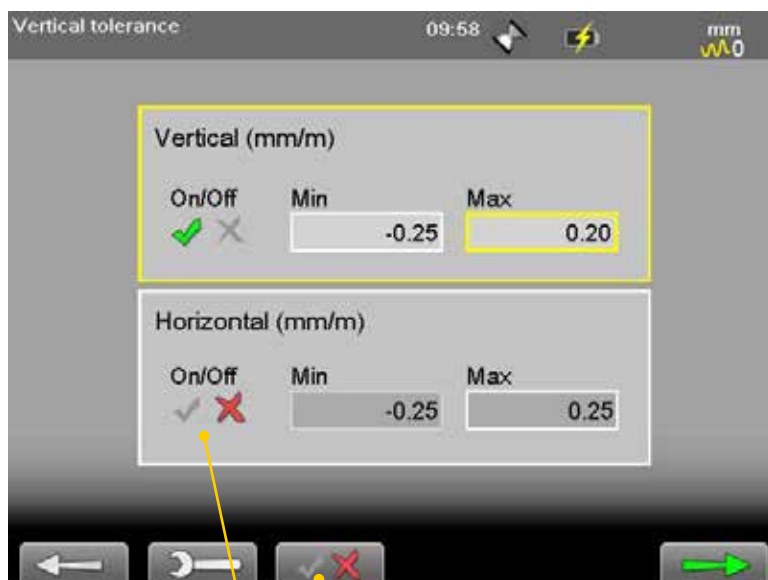 Vertical tolerance 09:58 mm
0
Vertical (mm/m)
On/Off Min Max
-0.25 0.20
Horizontal (mm/m)
On/Off Min Max
-0.25 0.25